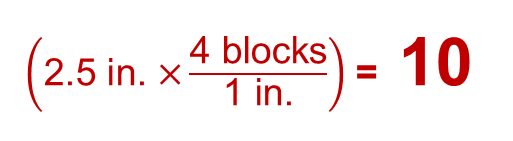 (2.5 in. × 4 blocks / 1 in.) = 10